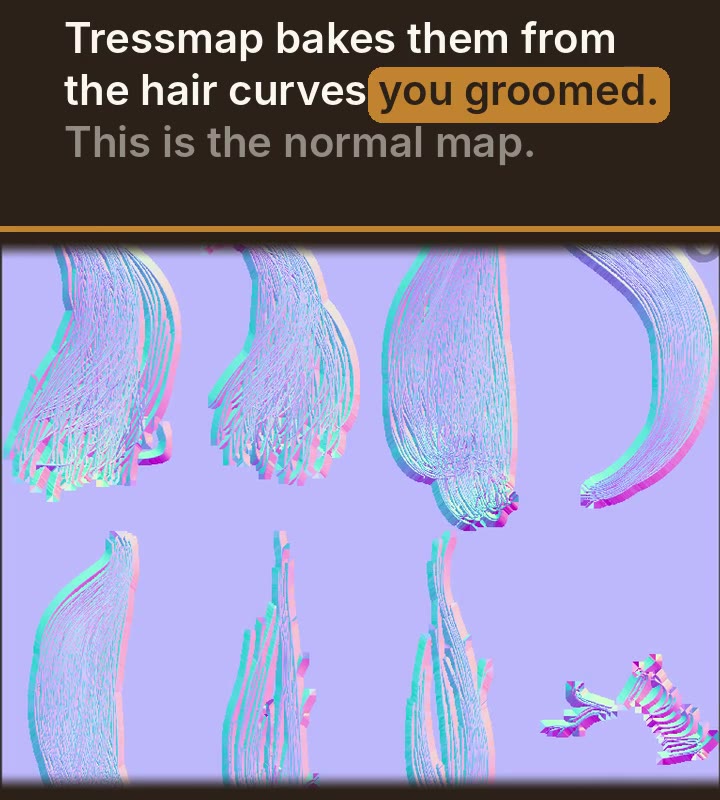 Tressmap bakes them from
the hair curves you groomed.
This is the normal map.